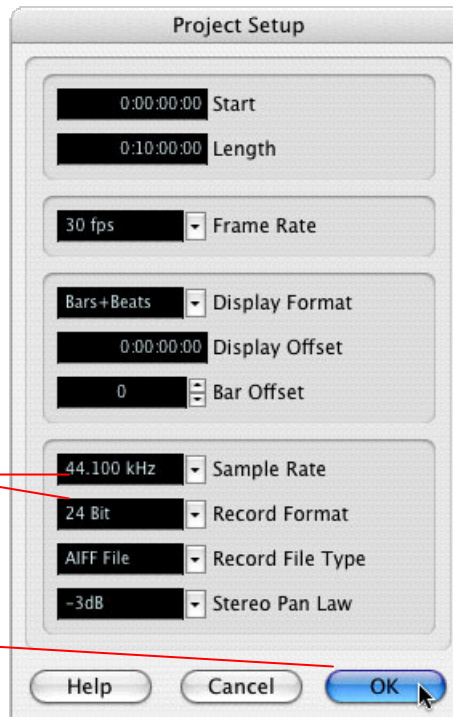 Project Setup
0:00:00:00 Start
0:10:00:00 Length
30 fps Frame Rate
Bars+Beats Display Format
0:00:00:00 Display Offset
0 Bar Offset
44.100 kHz Sample Rate
24 Bit Record Format
AIFF File Record File Type
-3dB Stereo Pan Law
Help Cancel OK